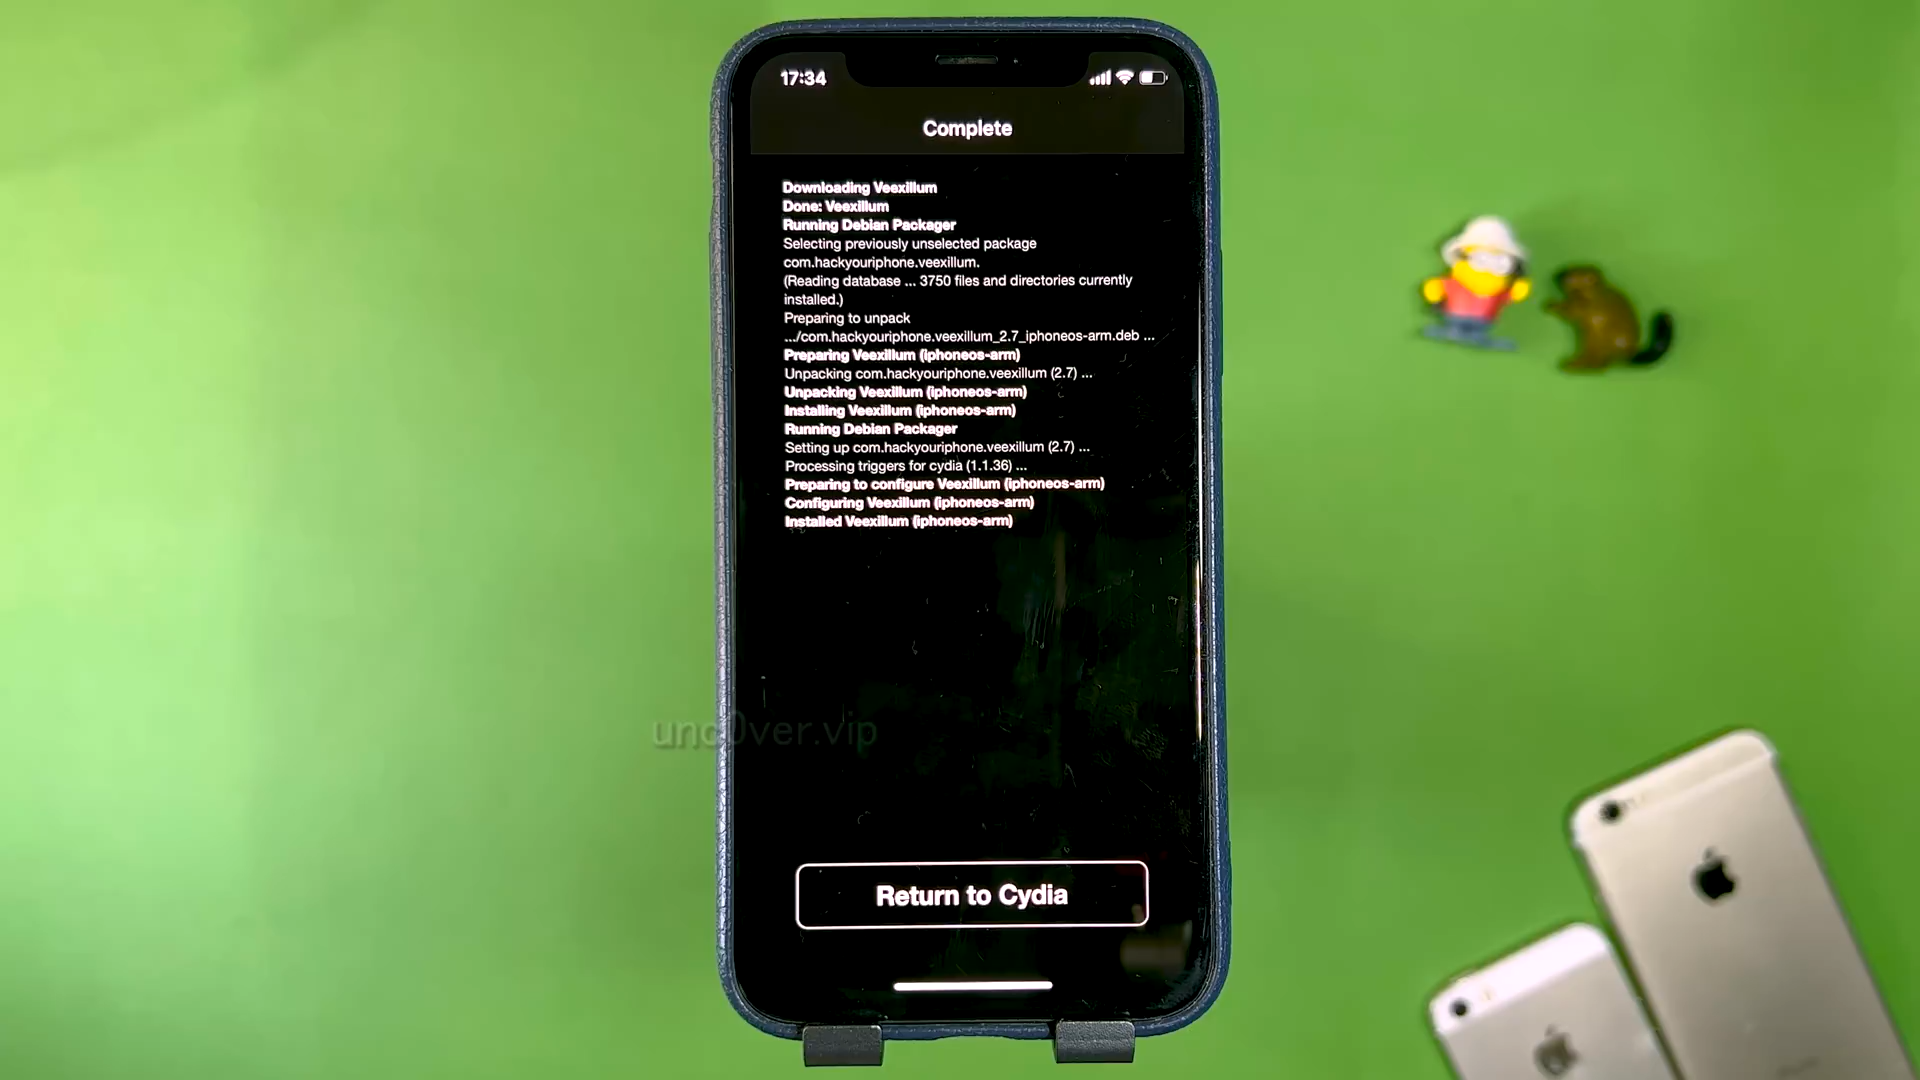 17:34
Complete
Downloading Veexillum
Done: Veexillum
Running Debian Packager
Selecting previously unselected package
com.hackyouriphone.veexillum.
(Reading database ... 3750 files and directories currently
installed.)
Preparing to unpack
.../com.hackyouriphone.veexillum_2.7_iphoneos-arm.deb ...
Preparing Veexillum (iphoneos-arm)
Unpacking com.hackyouriphone.veexillum (2.7) ...
Unpacking Veexillum (iphoneos-arm)
Installing Veexillum (iphoneos-arm)
Running Debian Packager
Setting up com.hackyouriphone.veexillum (2.7) ...
Processing triggers for cydia (1.1.36) ...
Preparing to configure Veexillum (iphoneos-arm)
Configuring Veexillum (iphoneos-arm)
Installed Veexillum (iphoneos-arm)
unc0ver.vip
Return to Cydia